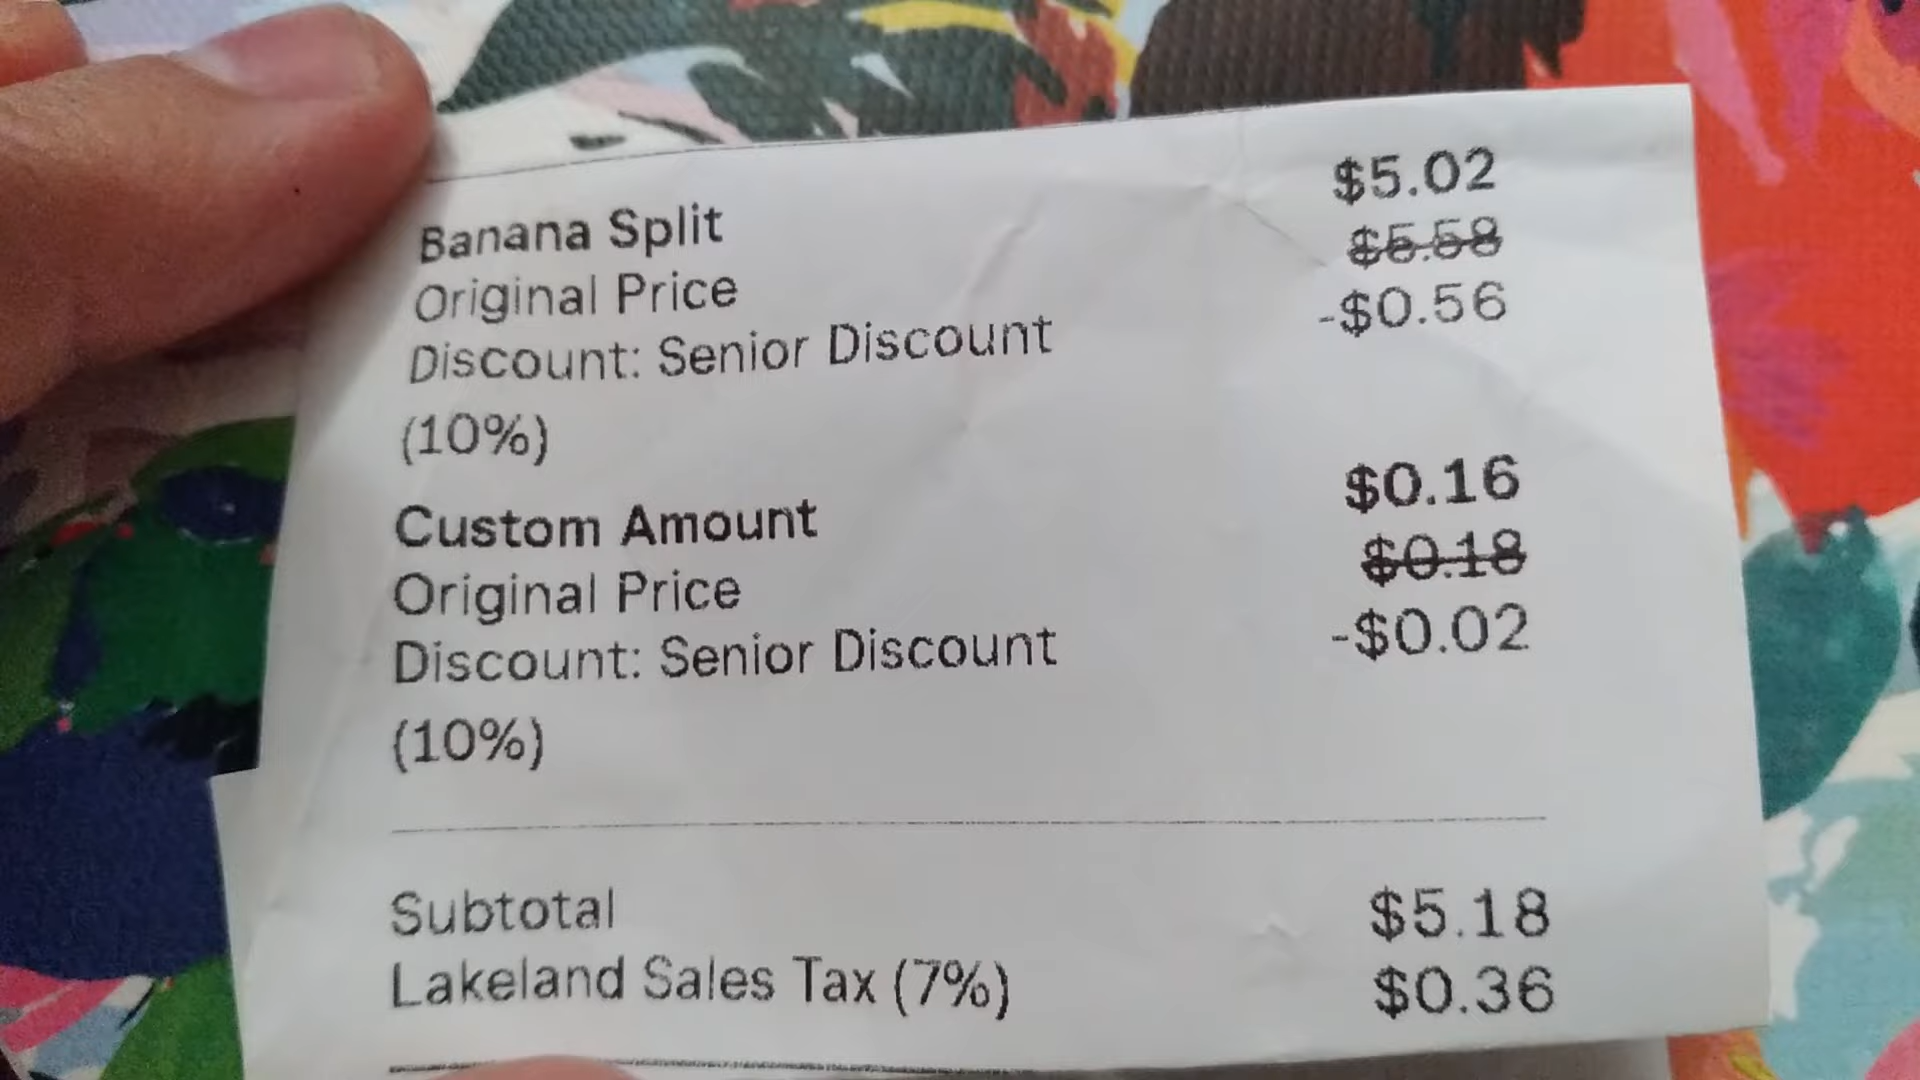 Banana Split $5.02
Original Price $5.58
Discount: Senior Discount -$0.56
(10%)
Custom Amount $0.16
Original Price $0.18
Discount: Senior Discount -$0.02
(10%)
Subtotal $5.18
Lakeland Sales Tax (7%) $0.36